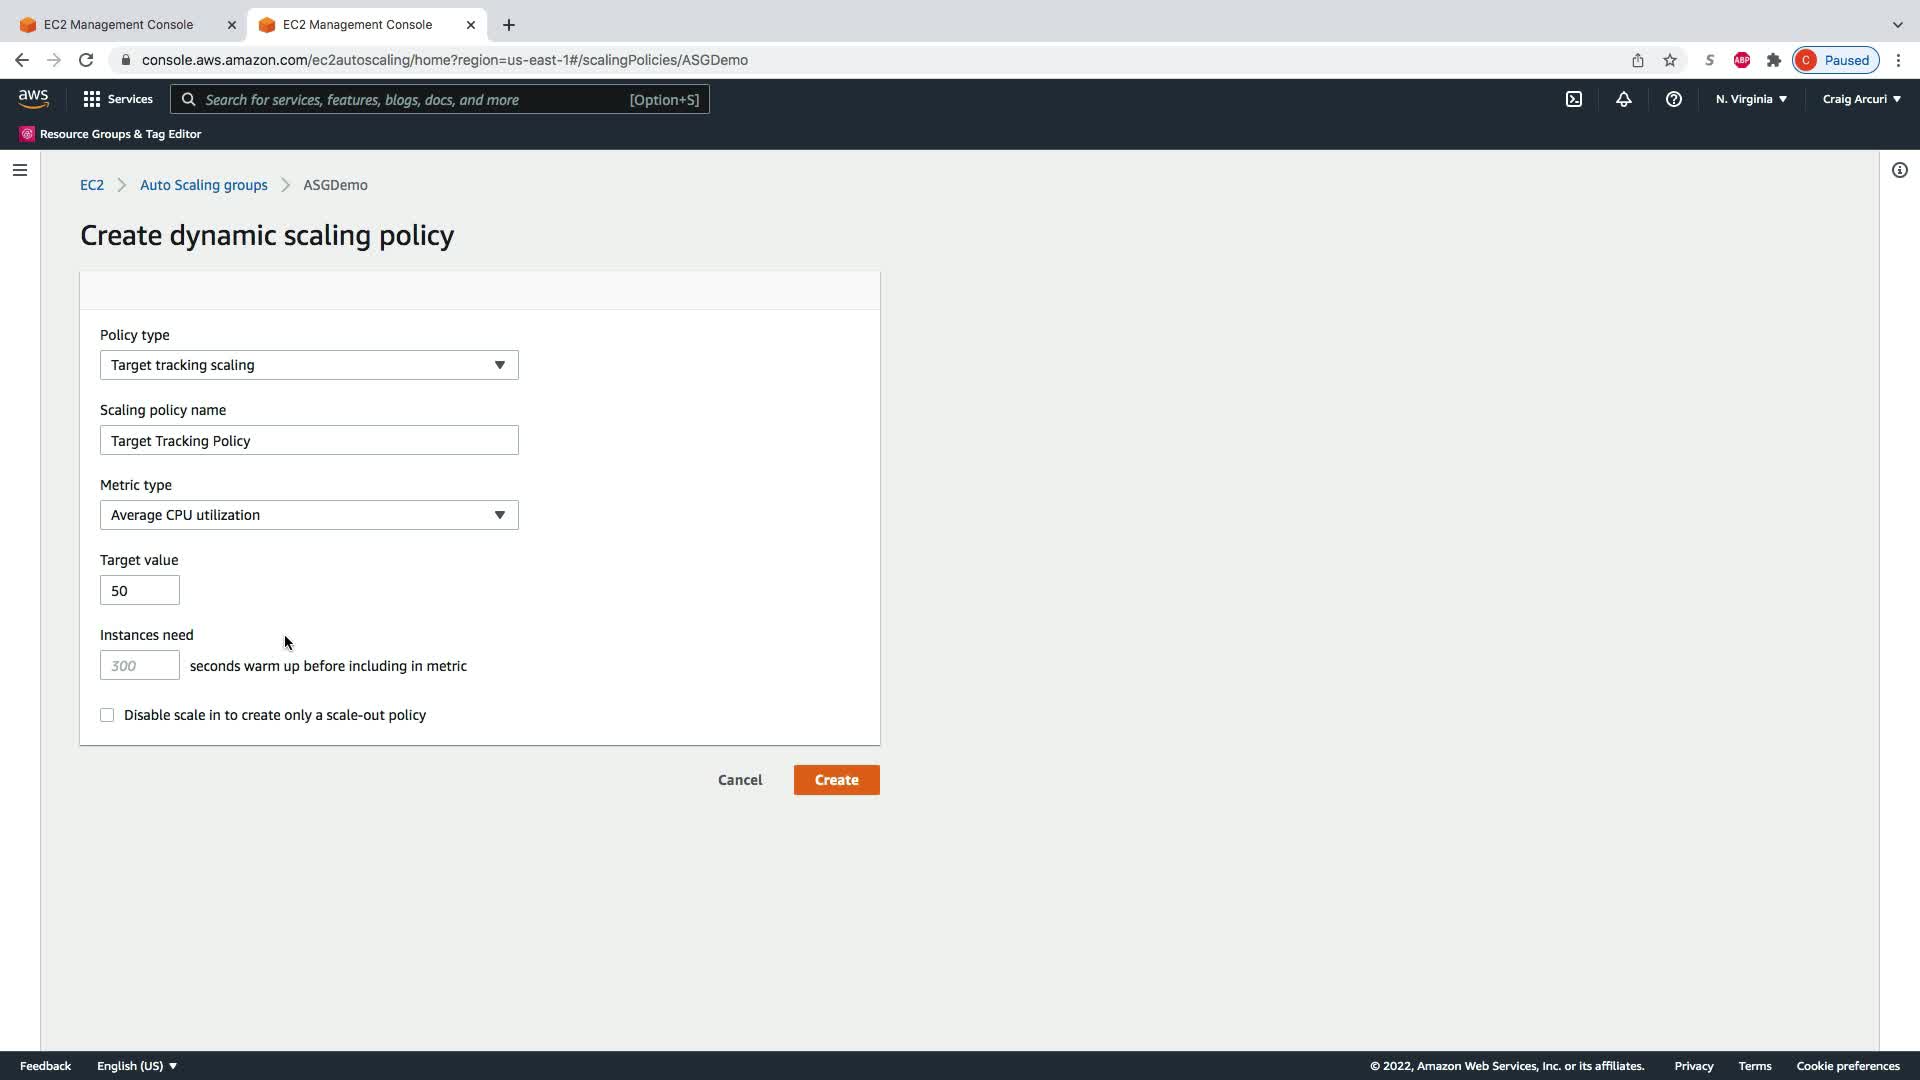 EC2 Management Console
EC2 Management Console
console.aws.amazon.com/ec2autoscaling/home?region=us-east-1#/scalingPolicies/ASGDemo
S
ABP
C
Paused
aws
Services
Search for services, features, blogs, docs, and more
[Option+S]
N. Virginia
Craig Arcuri
Resource Groups & Tag Editor
EC2
Auto Scaling groups
ASGDemo
Create dynamic scaling policy
Policy type
Target tracking scaling
Scaling policy name
Target Tracking Policy
Metric type
Average CPU utilization
Target value
50
Instances need
300 seconds warm up before including in metric
Disable scale in to create only a scale-out policy
Cancel
Create
Feedback
English (US)
© 2022, Amazon Web Services, Inc. or its affiliates.
Privacy
Terms
Cookie preferences